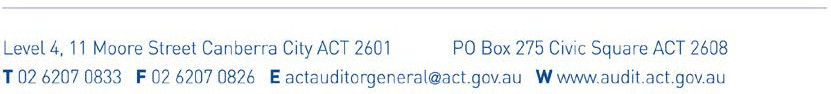 Level 4, 11 Moore Street Canberra City ACT 2601 PO Box 275 Civic Square ACT 2608
T 02 6207 0833 F 02 6207 0826 E actauditorgeneral@act.gov.au W www.audit.act.gov.au